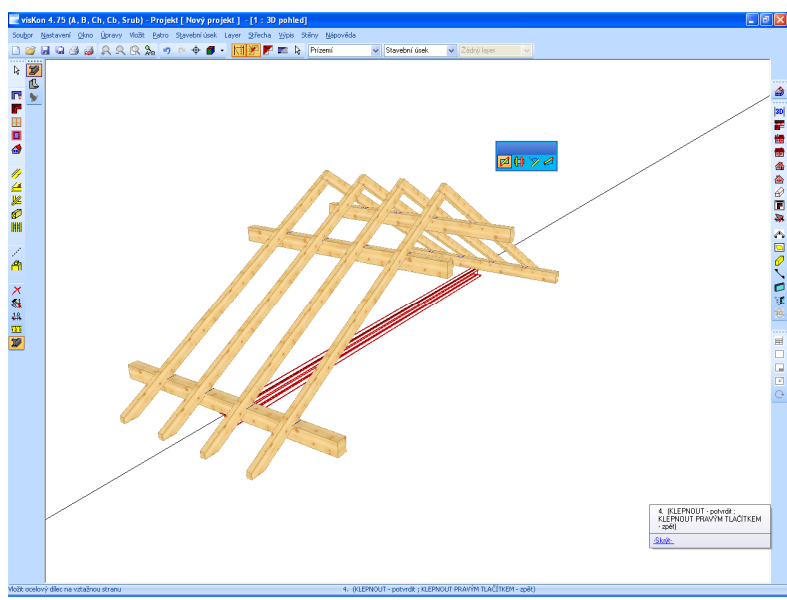 visKon 4.75 (A, B, Ch, Cb, Srub) - Projekt [ Nový projekt ] - [1 : 3D pohled]
Soubor Nastavení Okno Úpravy Vložit Patro Stavební úsek Layer Střecha Výpis Stěny Nápověda
Přízemí Stavební úsek Žádný layer
3D
4. (KLEPNOUT - potvrdit ;
KLEPNOUT PRAVÝM TLAČÍTKEM
- zpět)
-Skrýt-
Vložit ocelový dílec na vztažnou stranu 4. (KLEPNOUT - potvrdit ; KLEPNOUT PRAVÝM TLAČÍTKEM - zpět)